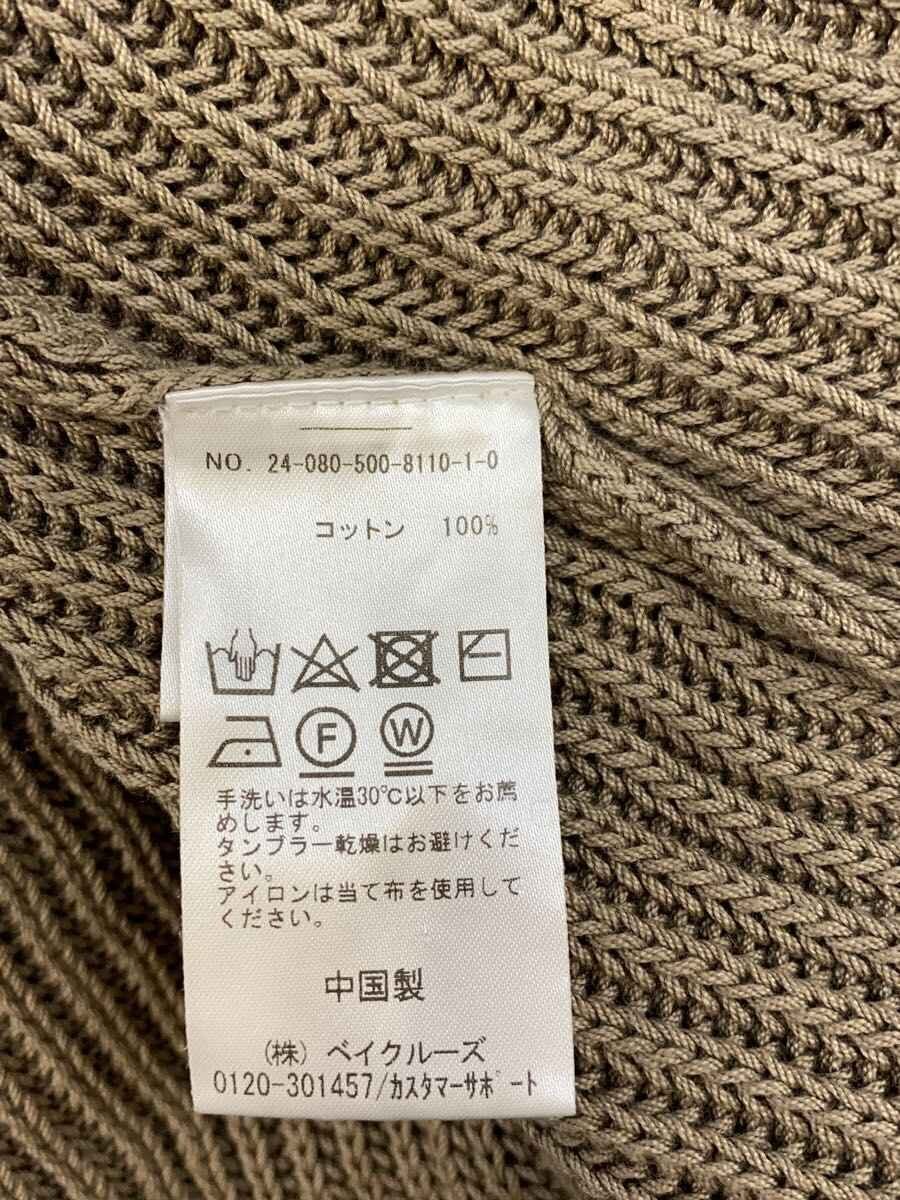 NO. 24-080-500-8110-1-0
コットン 100%
F W
手洗いは水温30℃以下をお薦
めします。
タンブラー乾燥はお避けくだ
さい。
アイロンは当て布を使用して
ください。
中国製
(株) ベイクルーズ
0120-301457/カスタマーサポート